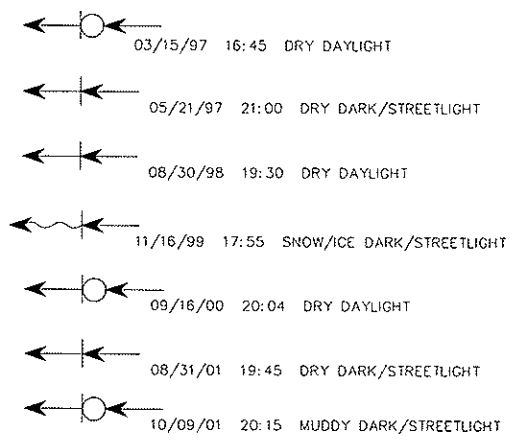 03/15/97 16:45 DRY DAYLIGHT
05/21/97 21:00 DRY DARK/STREETLIGHT
08/30/98 19:30 DRY DAYLIGHT
11/16/99 17:55 SNOW/ICE DARK/STREETLIGHT
09/16/00 20:04 DRY DAYLIGHT
08/31/01 19:45 DRY DARK/STREETLIGHT
10/09/01 20:15 MUDDY DARK/STREETLIGHT